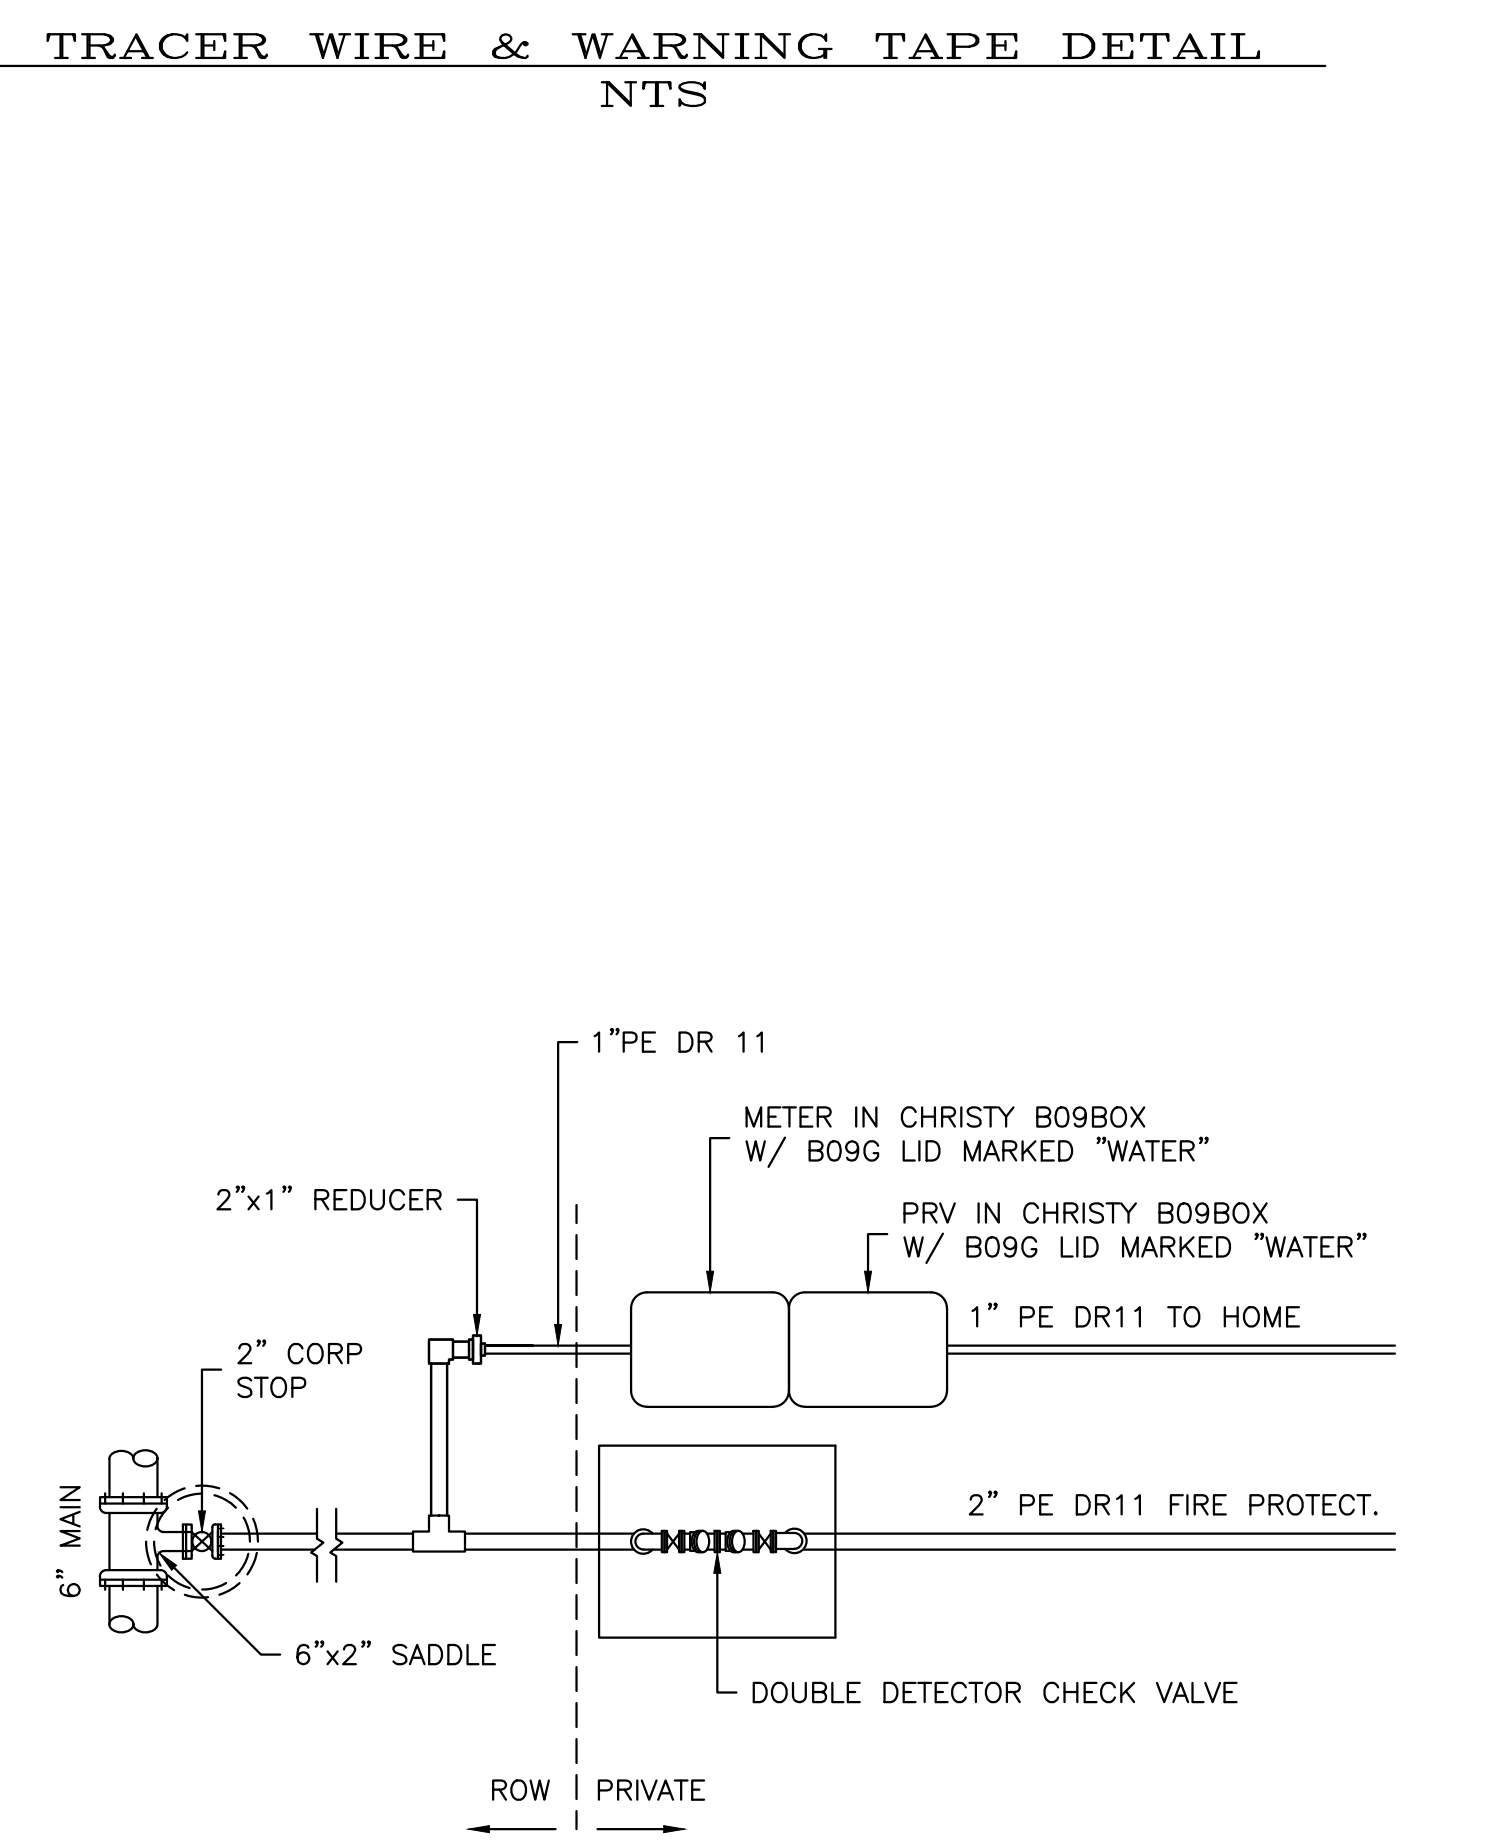 TRACER WIRE & WARNING TAPE DETAIL
NTS
1”PE DR 11
METER IN CHRISTY B09BOX
W/ B09G LID MARKED ”WATER”
2”x1” REDUCER
PRV IN CHRISTY B09BOX
W/ B09G LID MARKED ”WATER”
1” PE DR11 TO HOME
2” CORP
STOP
6” MAIN
2” PE DR11 FIRE PROTECT.
6”x2” SADDLE
DOUBLE DETECTOR CHECK VALVE
ROW
PRIVATE